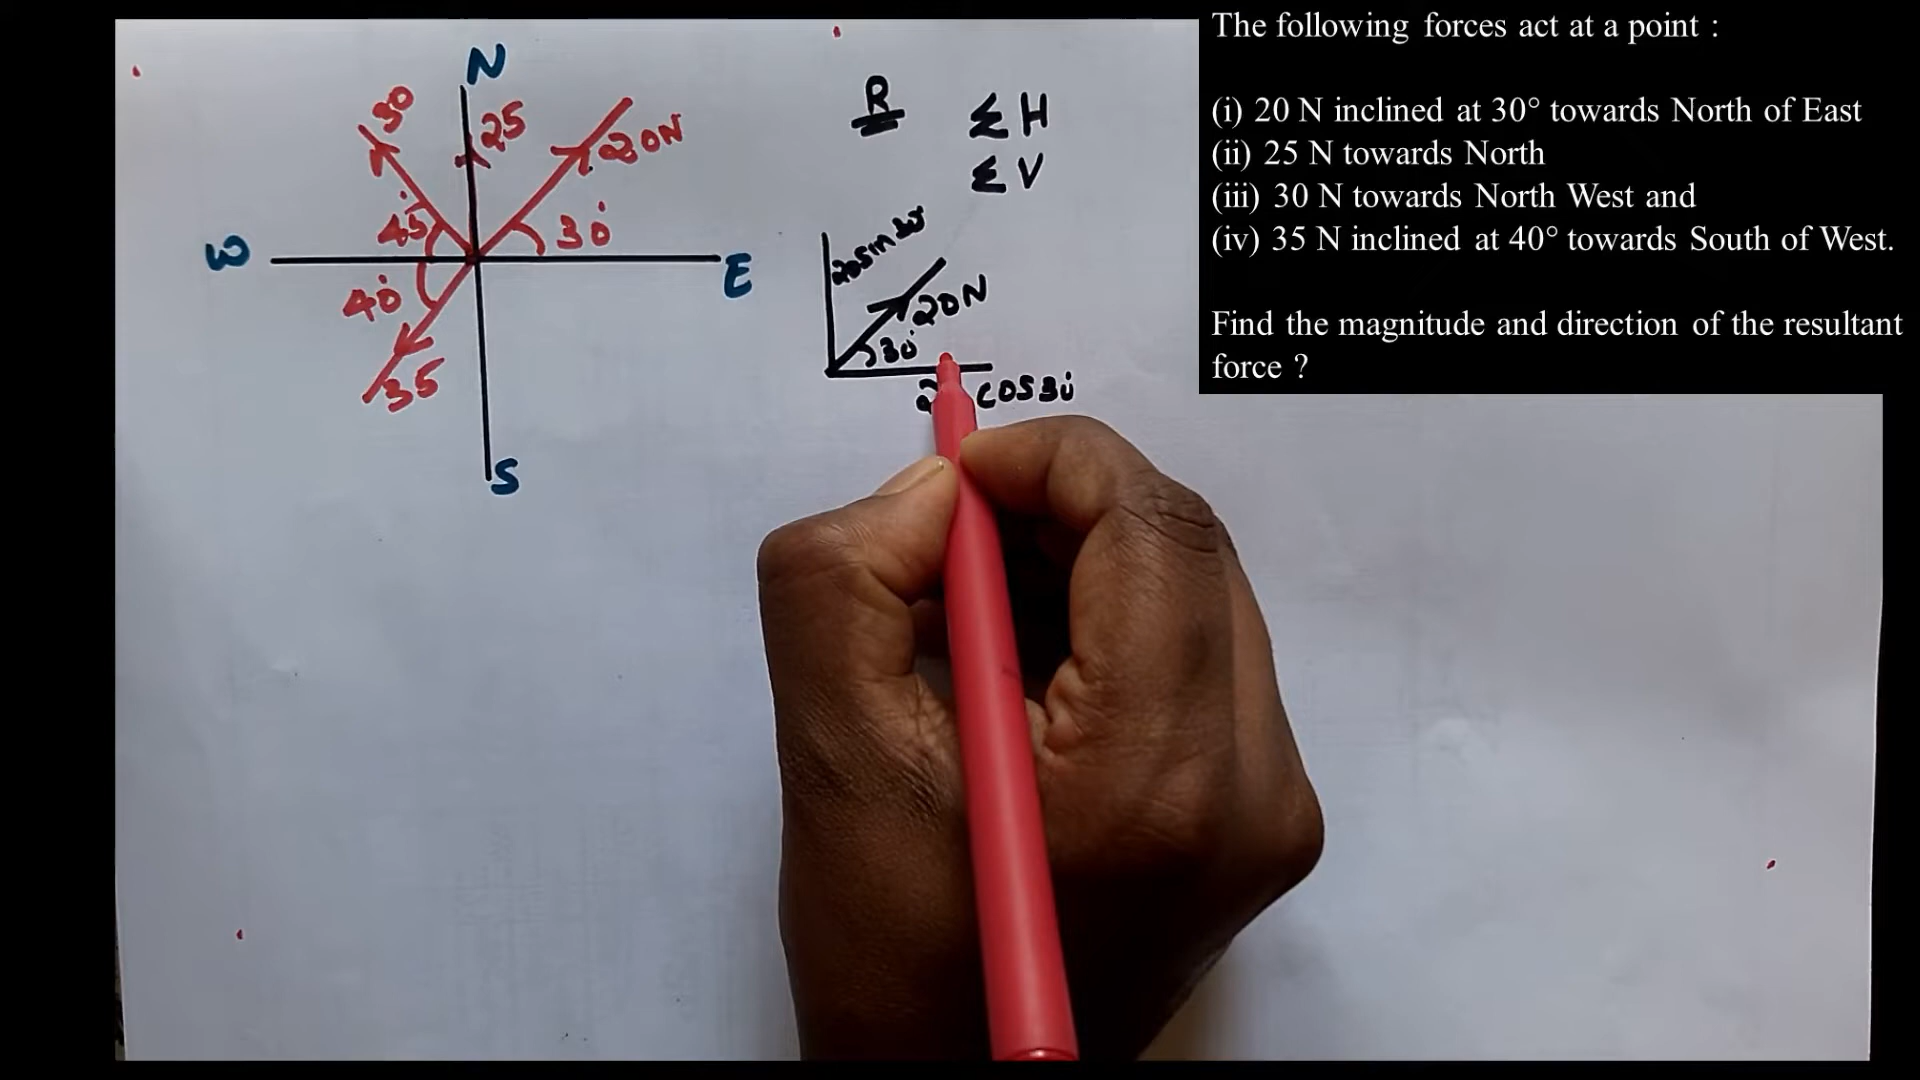 The following forces act at a point :
(i) 20 N inclined at 30° towards North of East
(ii) 25 N towards North
(iii) 30 N towards North West and
(iv) 35 N inclined at 40° towards South of West.
Find the magnitude and direction of the resultant
force ?
N
30
25
20N
45°
30°
W
E
40°
35
S
R
ΣH
ΣV
20sin30°
20N
30°
cos30°